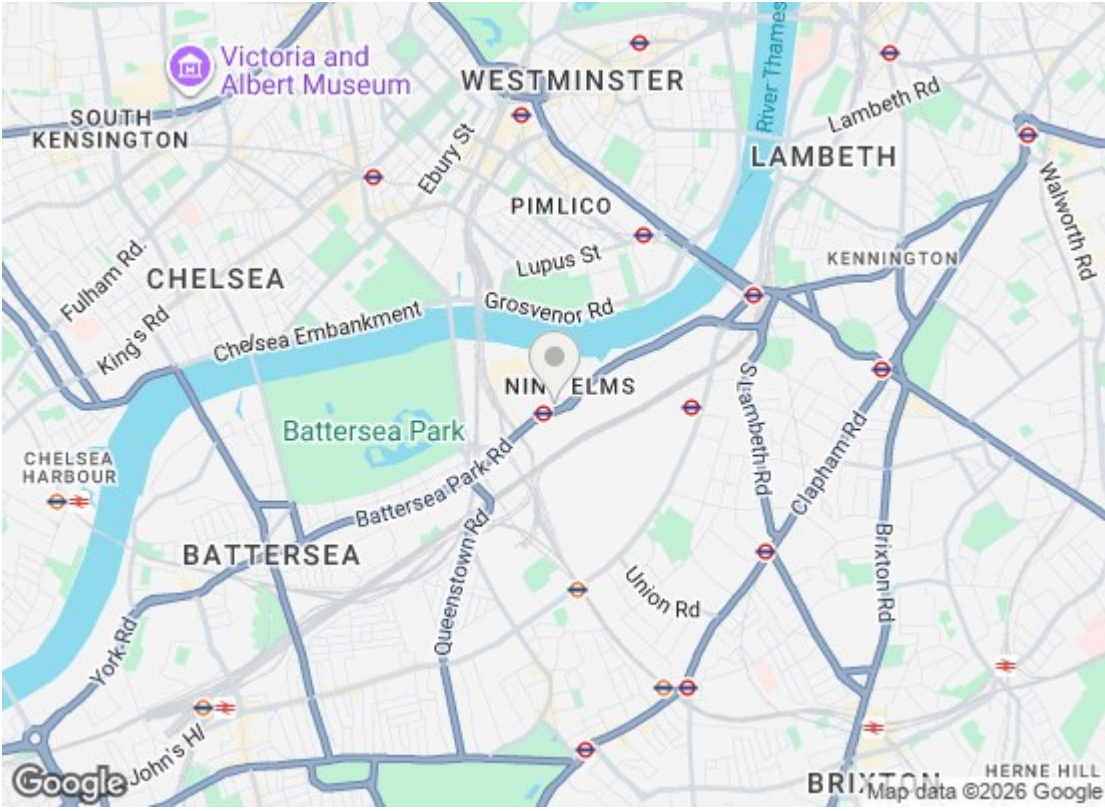 Victoria and
Albert Museum
WESTMINSTER
River Thames
SOUTH
KENSINGTON
Lambeth Rd
LAMBETH
Ebury St
Walworth Rd
PIMLICO
Fulham Rd.
CHELSEA
Lupus St
KENNINGTON
King's Rd
Chelsea Embankment
Grosvenor Rd
ELMS
Battersea Park
S Lambeth Rd
Clapham Rd
CHELSEA
HARBOUR
Battersea Park Rd
BATTERSEA
Queenstown Rd
Union Rd
Brixton Rd
York Rd
John's H
Google
BRIXTON
HERNE HILL
Map data ©2026 Google